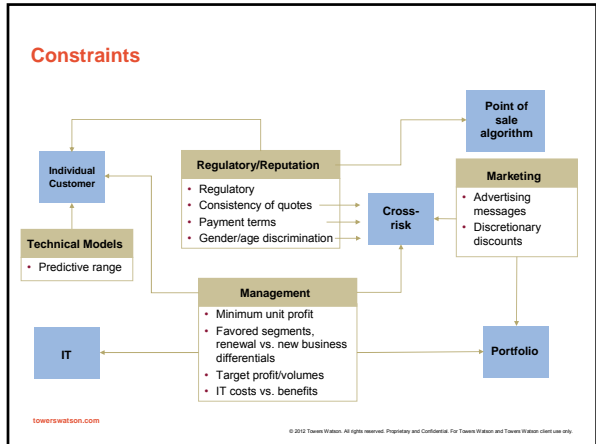 Constraints
Point of
sale
algorithm
Regulatory/Reputation
• Regulatory
• Consistency of quotes
• Payment terms
• Gender/age discrimination
Individual
Customer
Marketing
• Advertising
messages
• Discretionary
discounts
Cross-
risk
Technical Models
• Predictive range
Management
• Minimum unit profit
• Favored segments,
renewal vs. new business
differentials
• Target profit/volumes
• IT costs vs. benefits
IT
Portfolio
towerswatson.com
© 2012 Towers Watson. All rights reserved. Proprietary and Confidential. For Towers Watson and Towers Watson client use only.